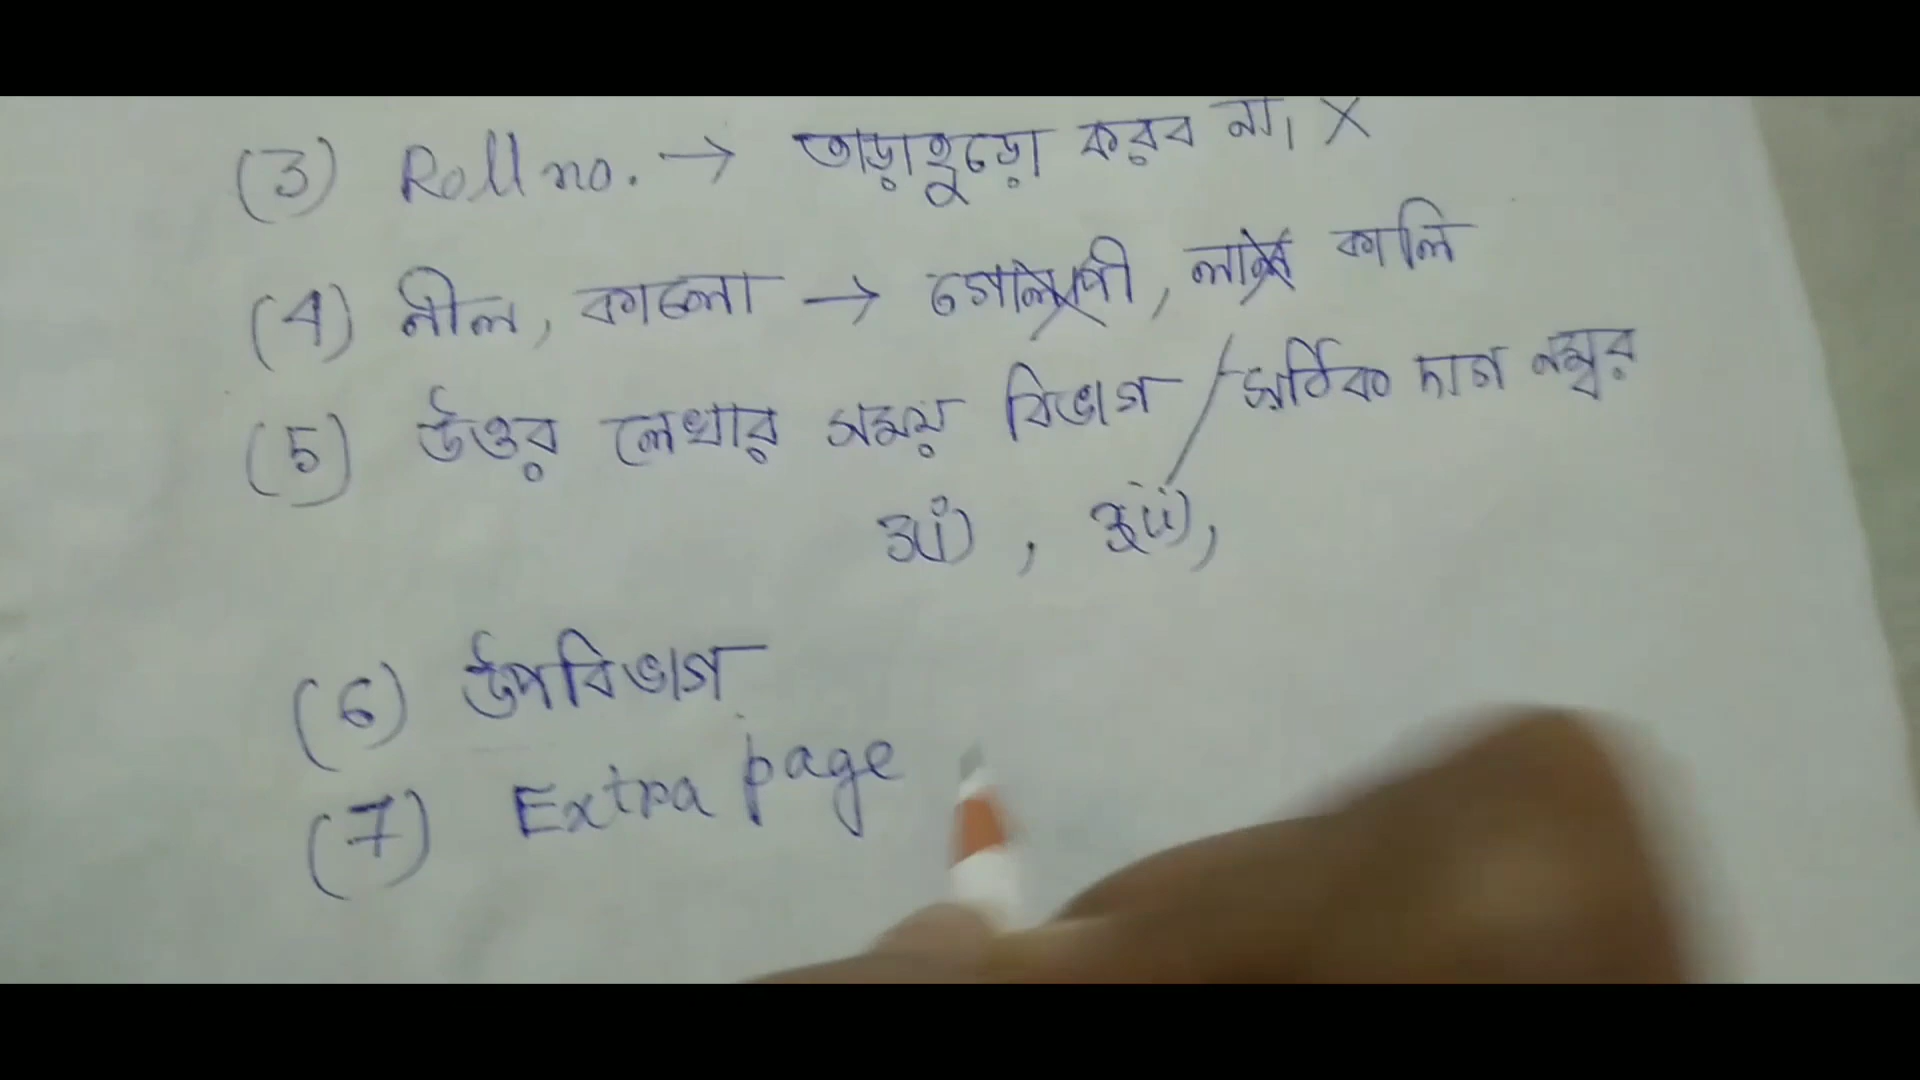 (3) Roll no. → তাড়াহুড়ো করব না। X
(4) নীল, কালো → গোলাপী, লাল কালি
(5) উত্তর লেখার সময় বিভাগ / সঠিক দাগ নম্বর
3(i), 3(ii),
(6) উপবিভাগ
(7) Extra page